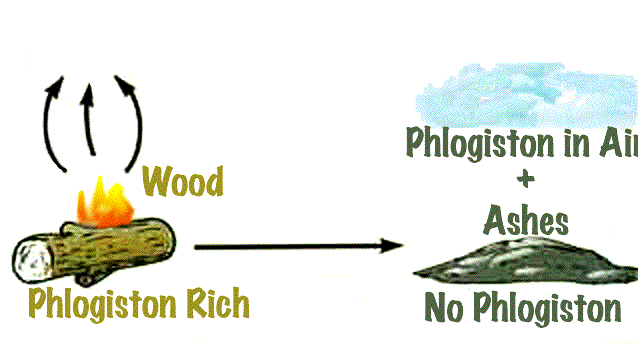 Wood
Phlogiston Rich
Phlogiston in Ai
+
Ashes
No Phlogiston